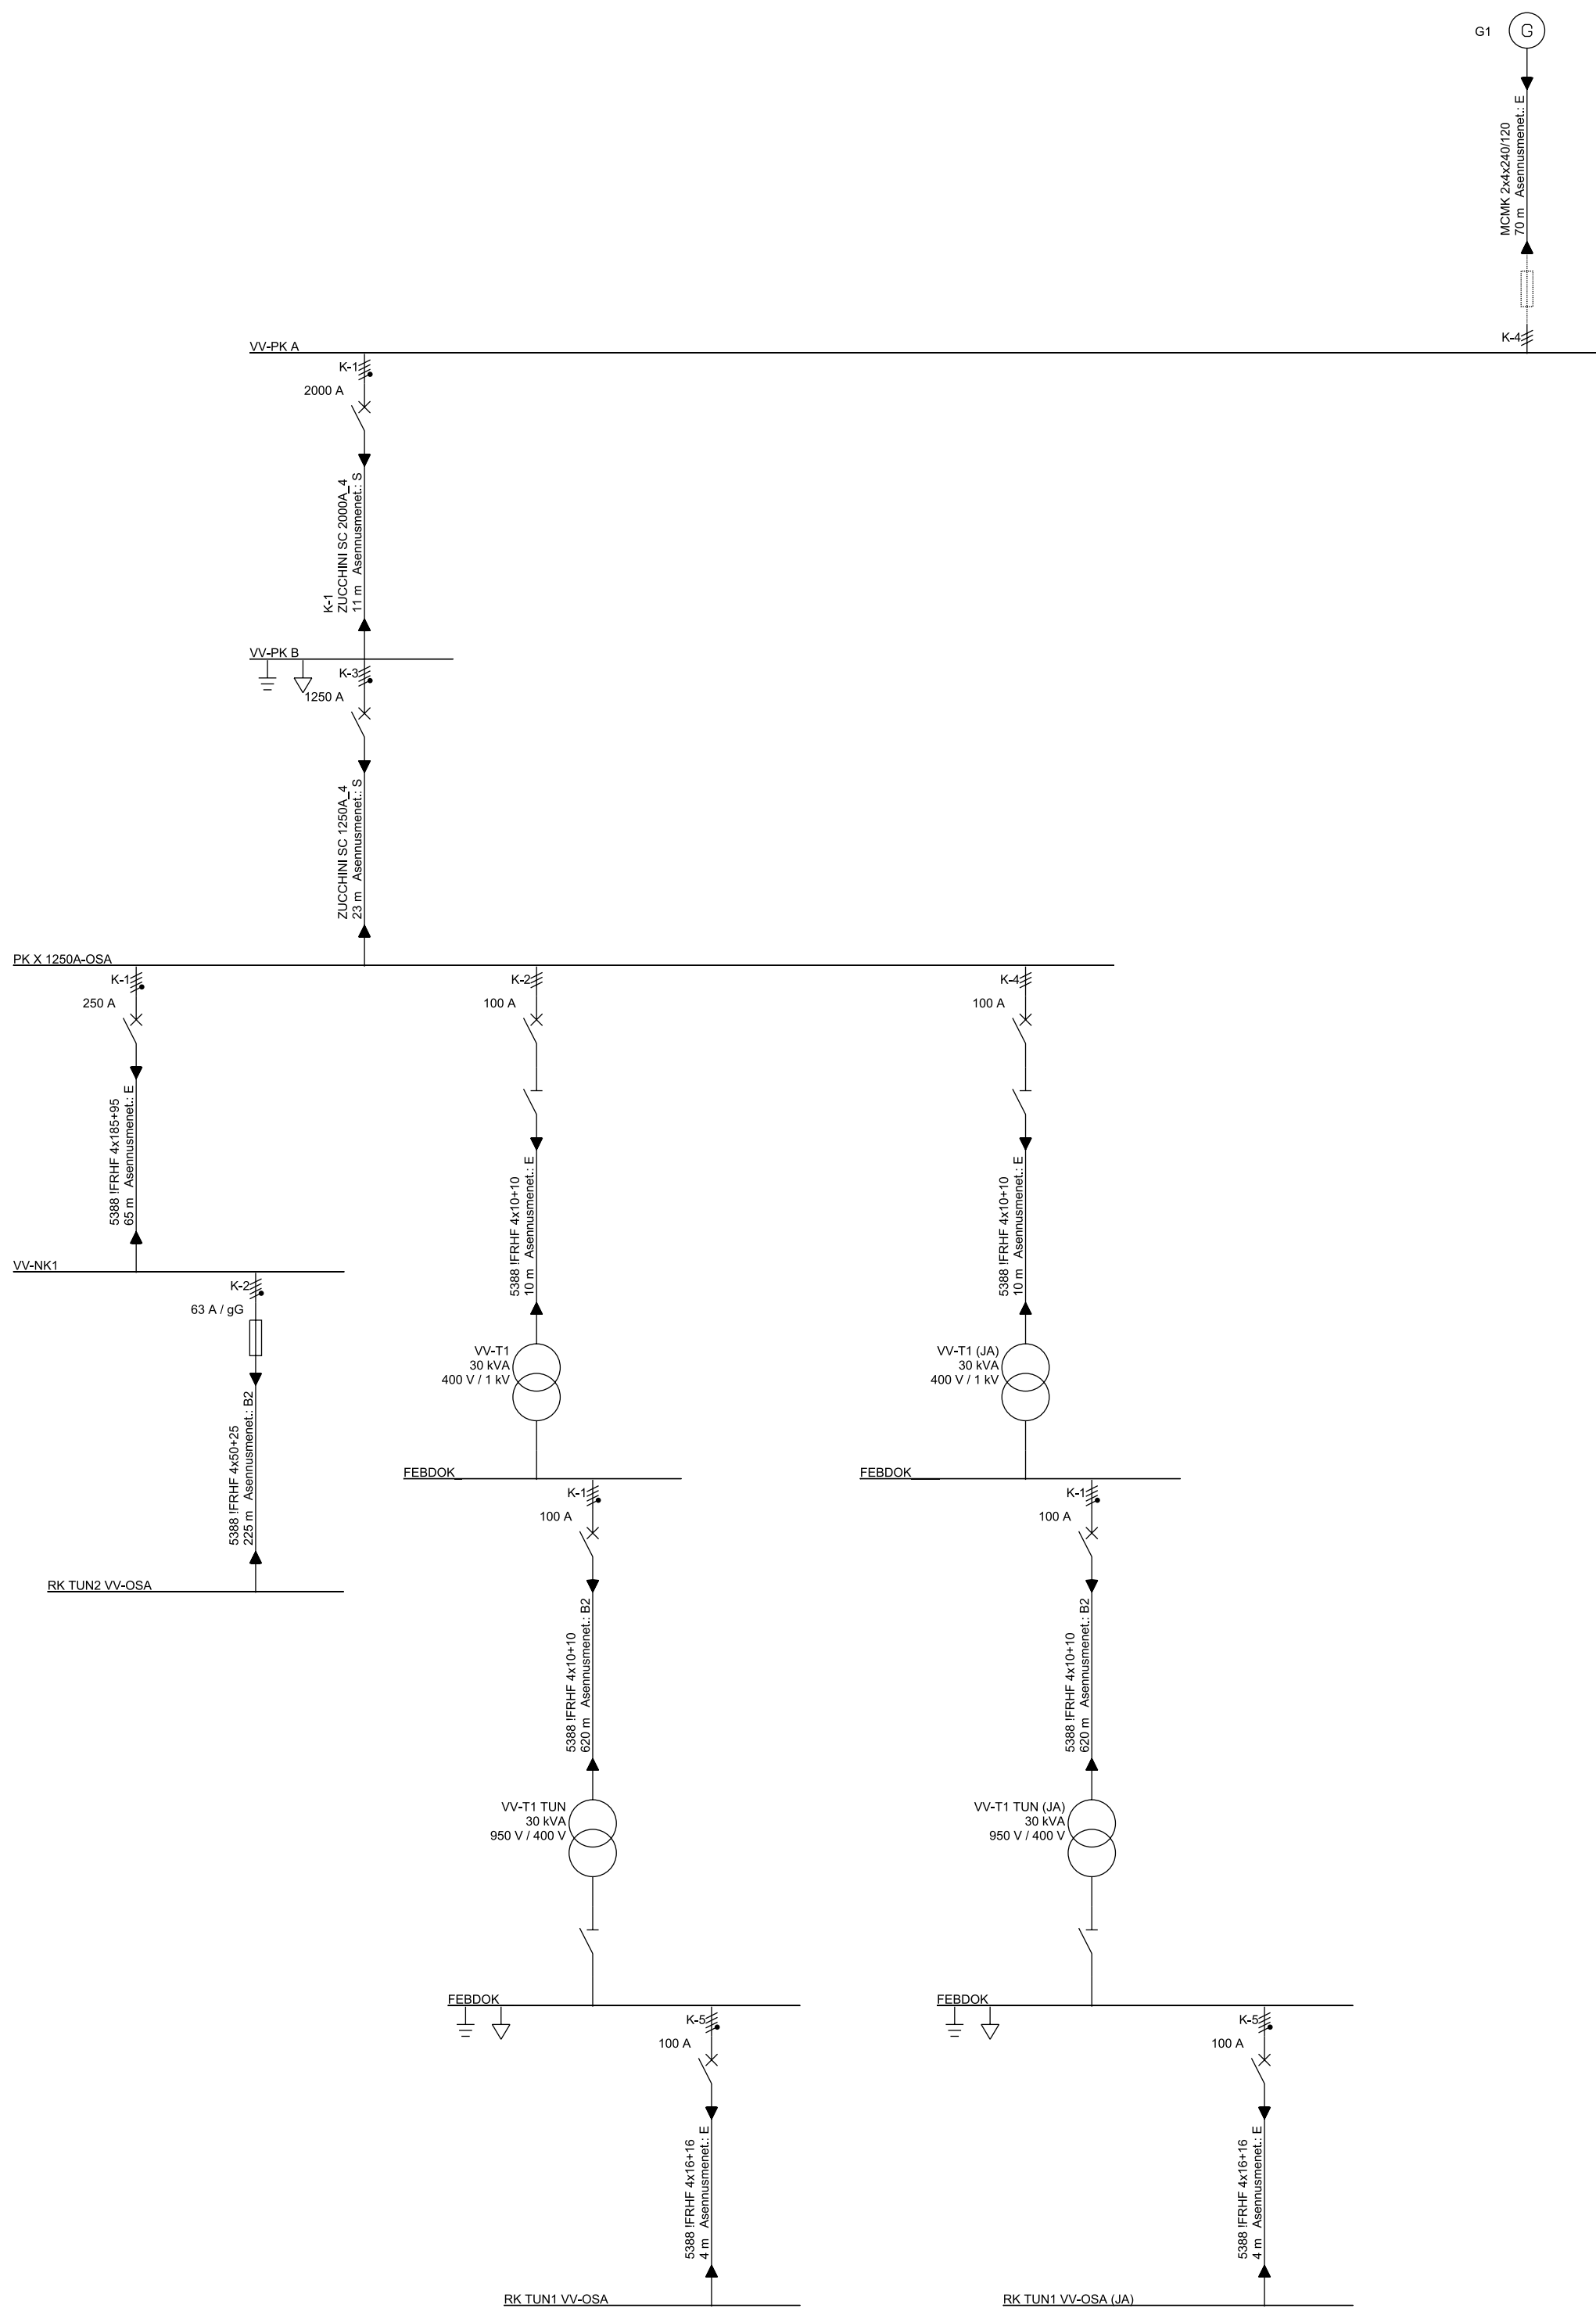 G1
G
MCMK 2x4x240/120
70 m Asennusmenet.: E
K-4
VV-PK A
K-1
2000 A
K-1
ZUCCHINI SC 2000A_4
11 m Asennusmenet.: S
VV-PK B
K-3
1250 A
ZUCCHINI SC 1250A_4
23 m Asennusmenet.: S
PK X 1250A-OSA
K-1
250 A
5388 !FRHF 4x185+95
65 m Asennusmenet.: E
VV-NK1
K-2
63 A / gG
5388 !FRHF 4x50+25
225 m Asennusmenet.: B2
RK TUN2 VV-OSA
K-2
100 A
5388 !FRHF 4x10+10
10 m Asennusmenet.: E
VV-T1
30 kVA
400 V / 1 kV
FEBDOK_
K-1
100 A
5388 !FRHF 4x10+10
620 m Asennusmenet.: B2
VV-T1 TUN
30 kVA
950 V / 400 V
FEBDOK
K-5
100 A
5388 !FRHF 4x16+16
4 m Asennusmenet.: E
RK TUN1 VV-OSA
K-4
100 A
5388 !FRHF 4x10+10
10 m Asennusmenet.: E
VV-T1 (JA)
30 kVA
400 V / 1 kV
FEBDOK____
K-1
100 A
5388 !FRHF 4x10+10
620 m Asennusmenet.: B2
VV-T1 TUN (JA)
30 kVA
950 V / 400 V
FEBDOK
K-5
100 A
5388 !FRHF 4x16+16
4 m Asennusmenet.: E
RK TUN1 VV-OSA (JA)